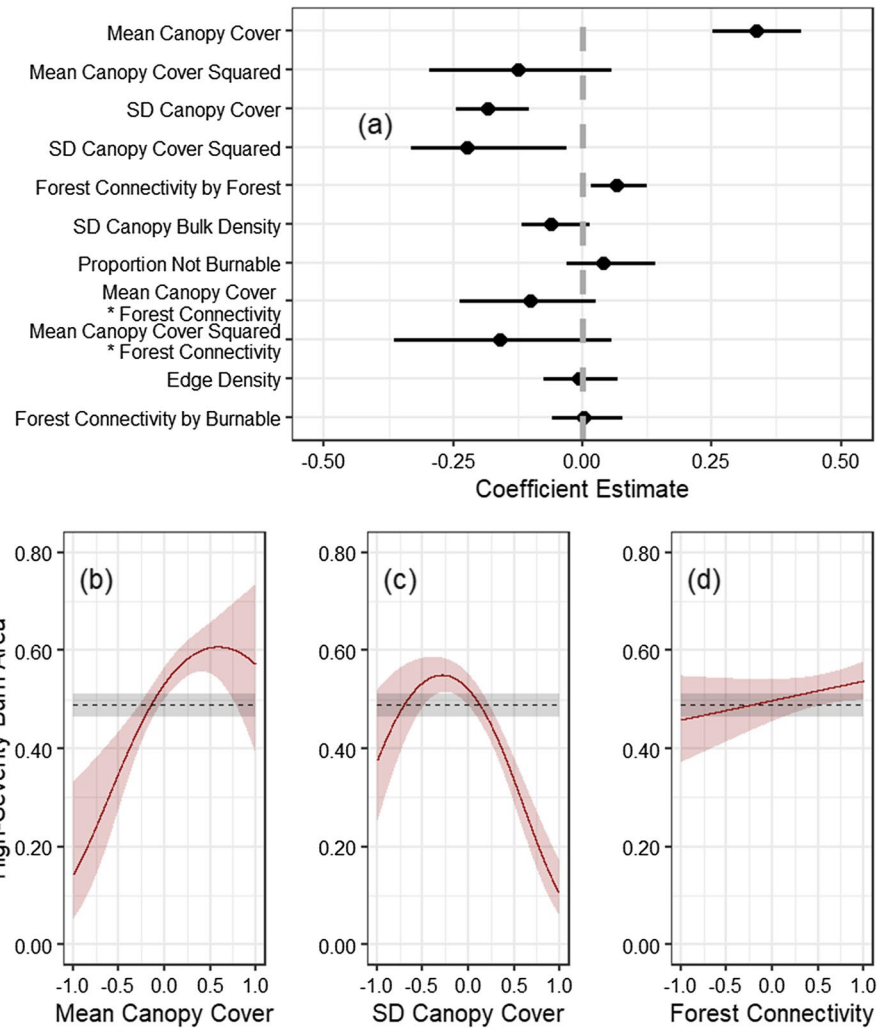 Mean Canopy Cover
Mean Canopy Cover Squared
SD Canopy Cover
(a)
SD Canopy Cover Squared
Forest Connectivity by Forest
SD Canopy Bulk Density
Proportion Not Burnable
Mean Canopy Cover
* Forest Connectivity
Mean Canopy Cover Squared
* Forest Connectivity
Edge Density
Forest Connectivity by Burnable
-0.50 -0.25 0.00 0.25 0.50
Coefficient Estimate
High-Severity Burn Area
0.80
0.60
0.40
0.20
0.00
(b)
-1.0 -0.5 0.0 0.5 1.0
Mean Canopy Cover
0.80
0.60
0.40
0.20
0.00
(c)
-1.0 -0.5 0.0 0.5 1.0
SD Canopy Cover
0.80
0.60
0.40
0.20
0.00
(d)
-1.0 -0.5 0.0 0.5 1.0
Forest Connectivity